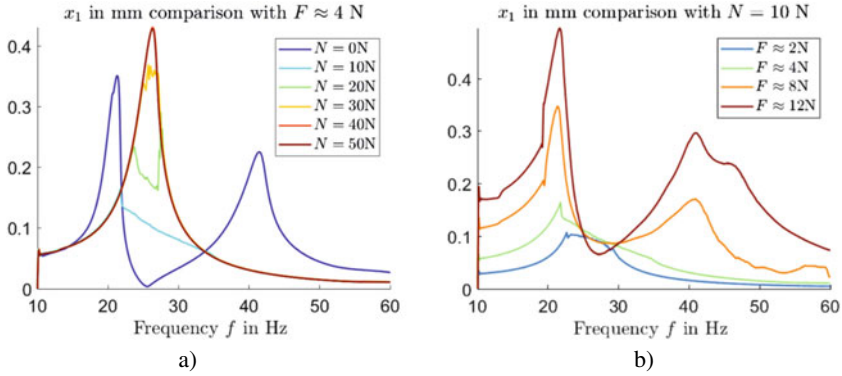 x₁ in mm comparison with F ≈ 4 N
0.4
0.3
0.2
0.1
0
10 20 30 40 50 60
Frequency f in Hz
N = 0N
N = 10N
N = 20N
N = 30N
N = 40N
N = 50N
a)
x₁ in mm comparison with N = 10 N
0.4
0.3
0.2
0.1
0
10 20 30 40 50 60
Frequency f in Hz
F ≈ 2N
F ≈ 4N
F ≈ 8N
F ≈ 12N
b)